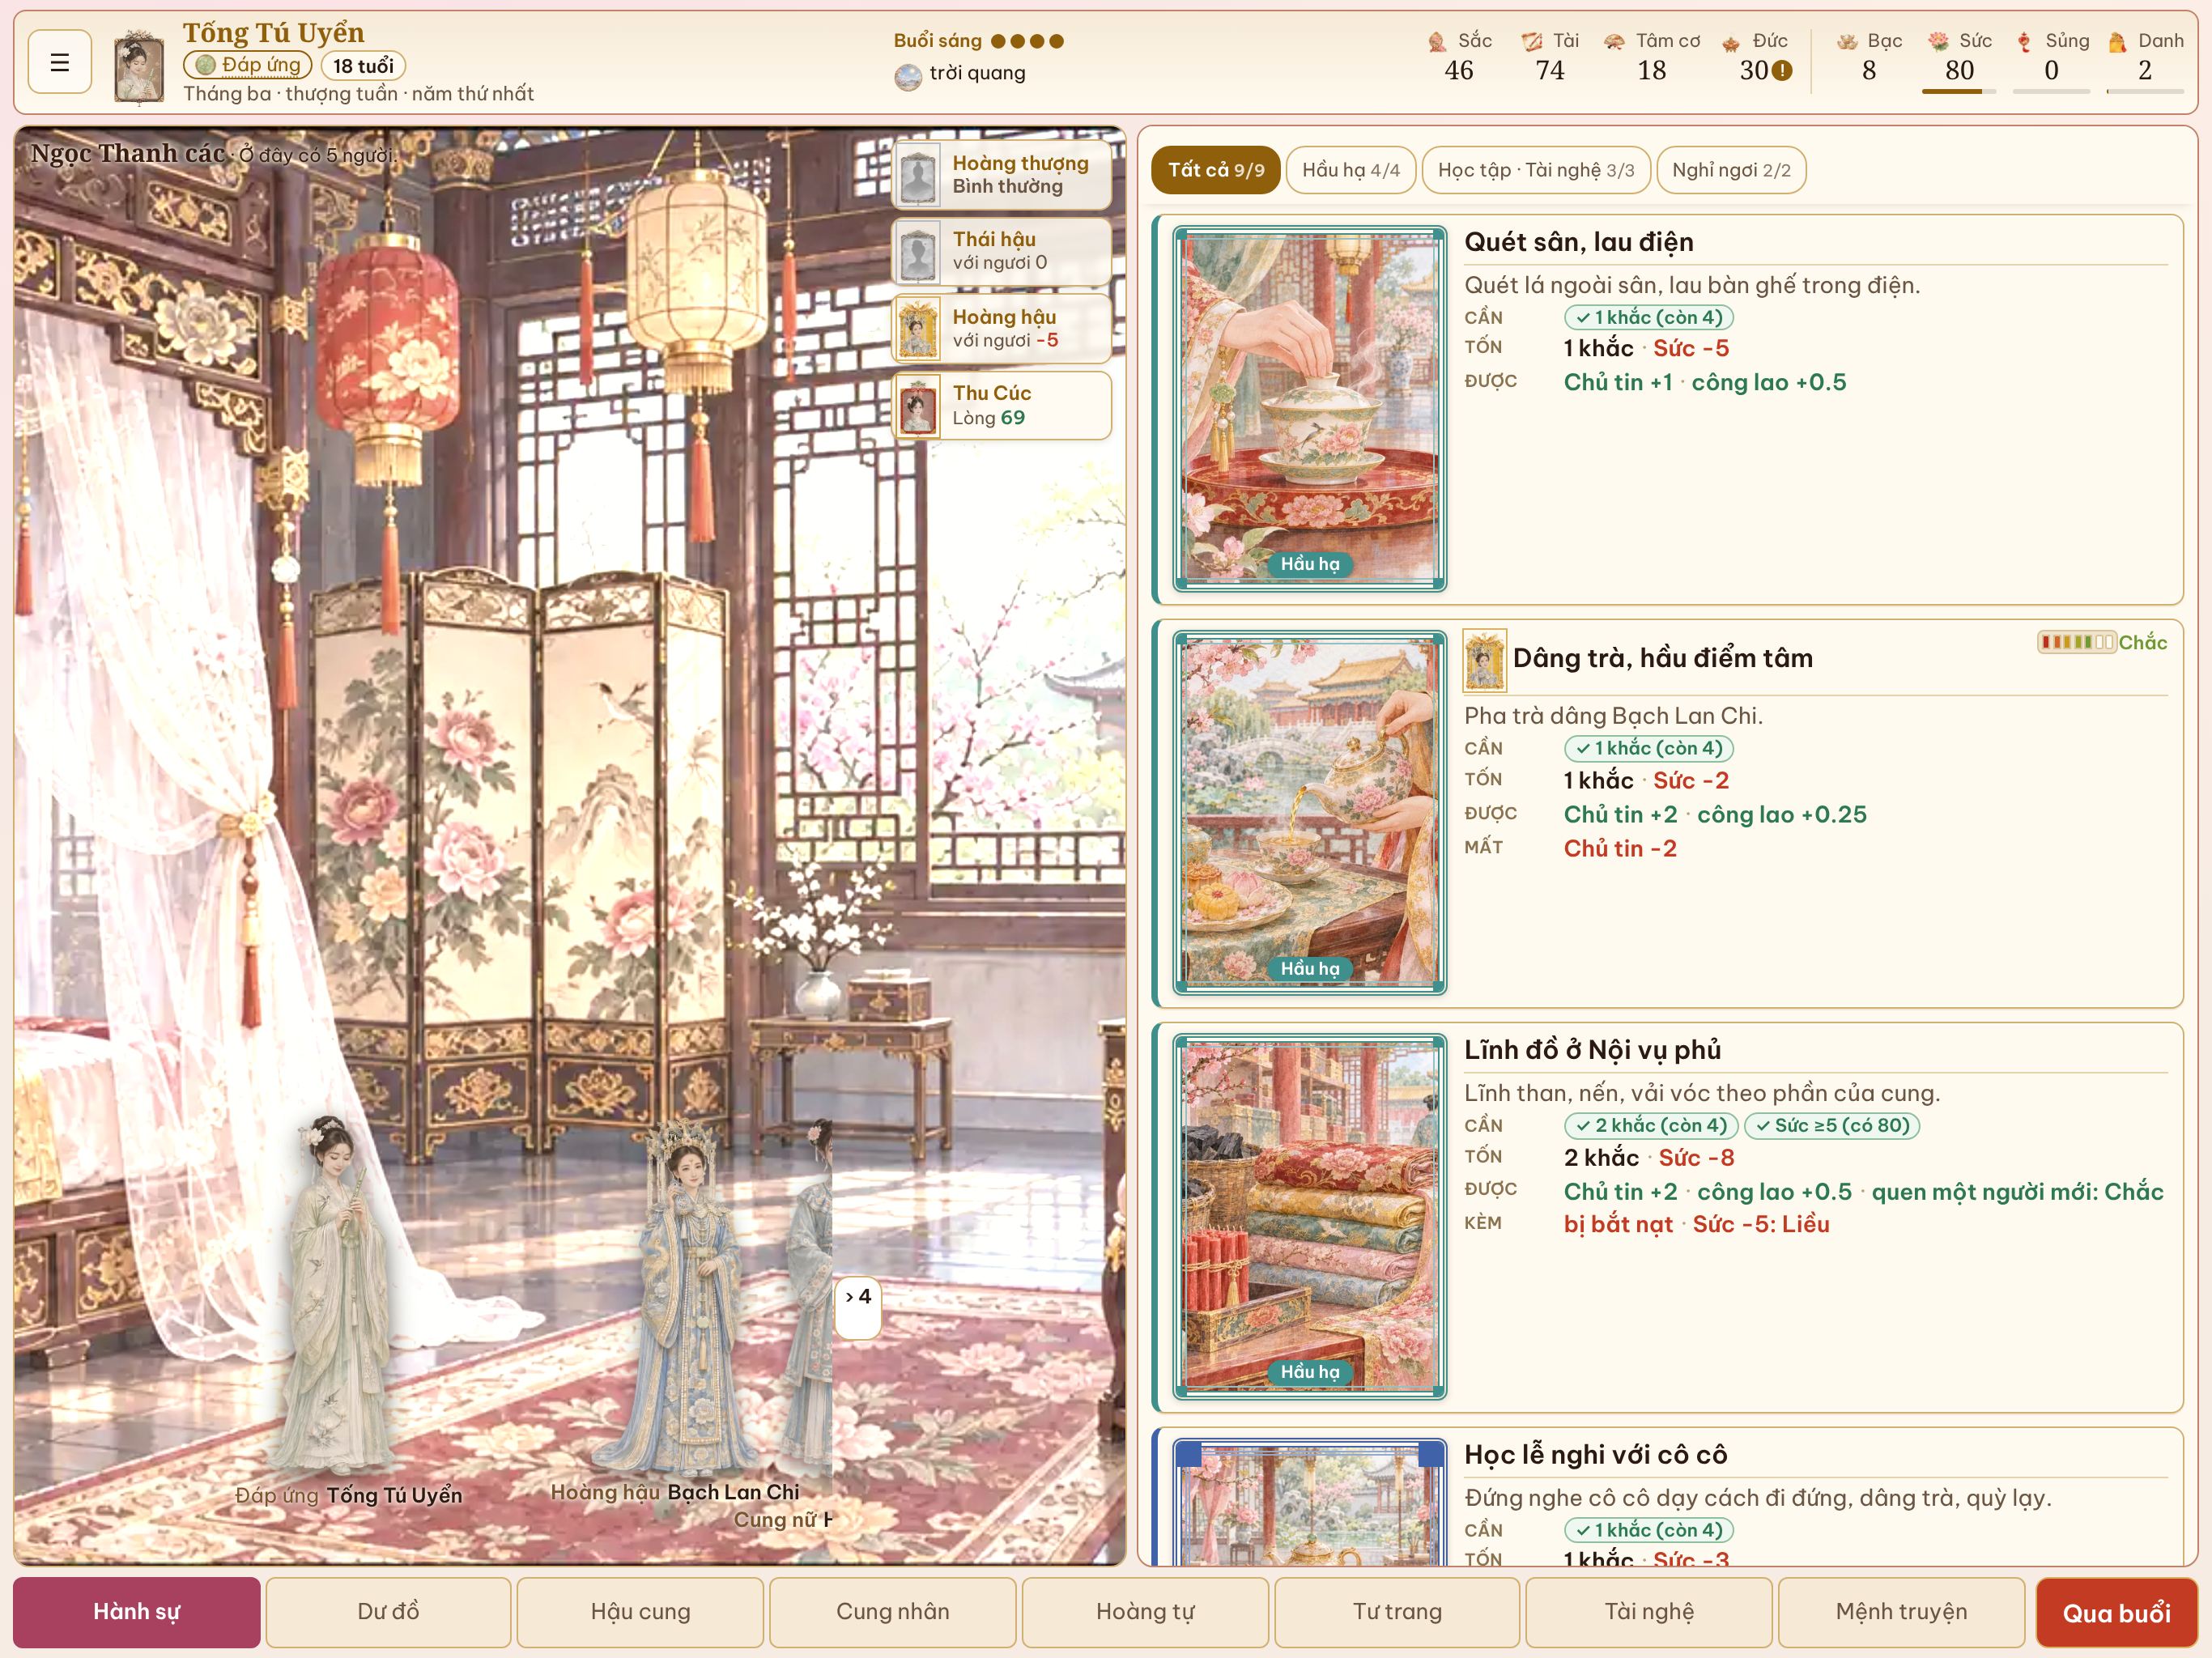 ☰
Tống Tú Uyển
Đáp ứng 18 tuổi
Tháng ba · thượng tuần · năm thứ nhất
Buổi sáng
trời quang
Sắc 46
Tài 74
Tâm cơ 18
Đức 30 !
Bạc 8
Sức 80
Sủng 0
Danh 2
Ngọc Thanh các · Ở đây có 5 người.
Hoàng thượng
Bình thường
Thái hậu
với ngươi 0
Hoàng hậu
với ngươi -5
Thu Cúc
Lòng 69
› 4
Đáp ứng Tống Tú Uyển
Hoàng hậu Bạch Lan Chi
Cung nữ
Tất cả 9/9
Hầu hạ 4/4
Học tập · Tài nghệ 3/3
Nghỉ ngơi 2/2
Hầu hạ
Quét sân, lau điện
Quét lá ngoài sân, lau bàn ghế trong điện.
CẦN ✓ 1 khắc (còn 4)
TỐN 1 khắc · Sức -5
ĐƯỢC Chủ tin +1 · công lao +0.5
Hầu hạ
Dâng trà, hầu điểm tâm
Chắc
Pha trà dâng Bạch Lan Chi.
CẦN ✓ 1 khắc (còn 4)
TỐN 1 khắc · Sức -2
ĐƯỢC Chủ tin +2 · công lao +0.25
MẤT Chủ tin -2
Hầu hạ
Lĩnh đồ ở Nội vụ phủ
Lĩnh than, nến, vải vóc theo phần của cung.
CẦN ✓ 2 khắc (còn 4) ✓ Sức ≥5 (có 80)
TỐN 2 khắc · Sức -8
ĐƯỢC Chủ tin +2 · công lao +0.5 · quen một người mới: Chắc
KÈM bị bắt nạt · Sức -5: Liều
Học lễ nghi với cô cô
Đứng nghe cô cô dạy cách đi đứng, dâng trà, quỳ lạy.
CẦN ✓ 1 khắc (còn 4)
TỐN 1 khắc · Sức -3
Hành sự
Dư đồ
Hậu cung
Cung nhân
Hoàng tự
Tư trang
Tài nghệ
Mệnh truyện
Qua buổi